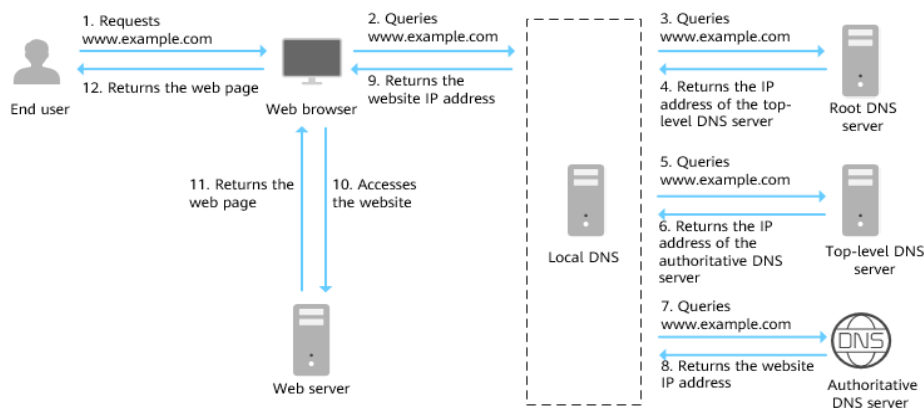 1. Requests
www.example.com
12. Returns the web page
End user
Web browser
2. Queries
www.example.com
9. Returns the
website IP address
3. Queries
www.example.com
4. Returns the IP
address of the top-
level DNS server
Root DNS
server
11. Returns the
web page
10. Accesses
the website
Web server
Local DNS
5. Queries
www.example.com
6. Returns the IP
address of the
authoritative DNS
server
Top-level DNS
server
7. Queries
www.example.com
8. Returns the website
IP address
DNS
Authoritative
DNS server